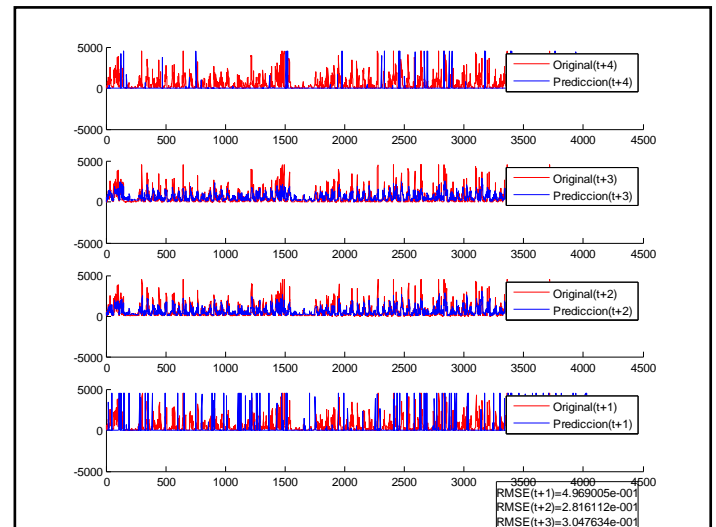 5000
0
-5000
0 500 1000 1500 2000 2500 3000 3500 4000 4500
Original(t+4)
Prediccion(t+4)
5000
0
-5000
0 500 1000 1500 2000 2500 3000 3500 4000 4500
Original(t+3)
Prediccion(t+3)
5000
0
-5000
0 500 1000 1500 2000 2500 3000 3500 4000 4500
Original(t+2)
Prediccion(t+2)
5000
0
-5000
0 500 1000 1500 2000 2500 3000 3500 4000 4500
Original(t+1)
Prediccion(t+1)
RMSE(t+1)=4.969005e-001
RMSE(t+2)=2.816112e-001
RMSE(t+3)=3.047634e-001